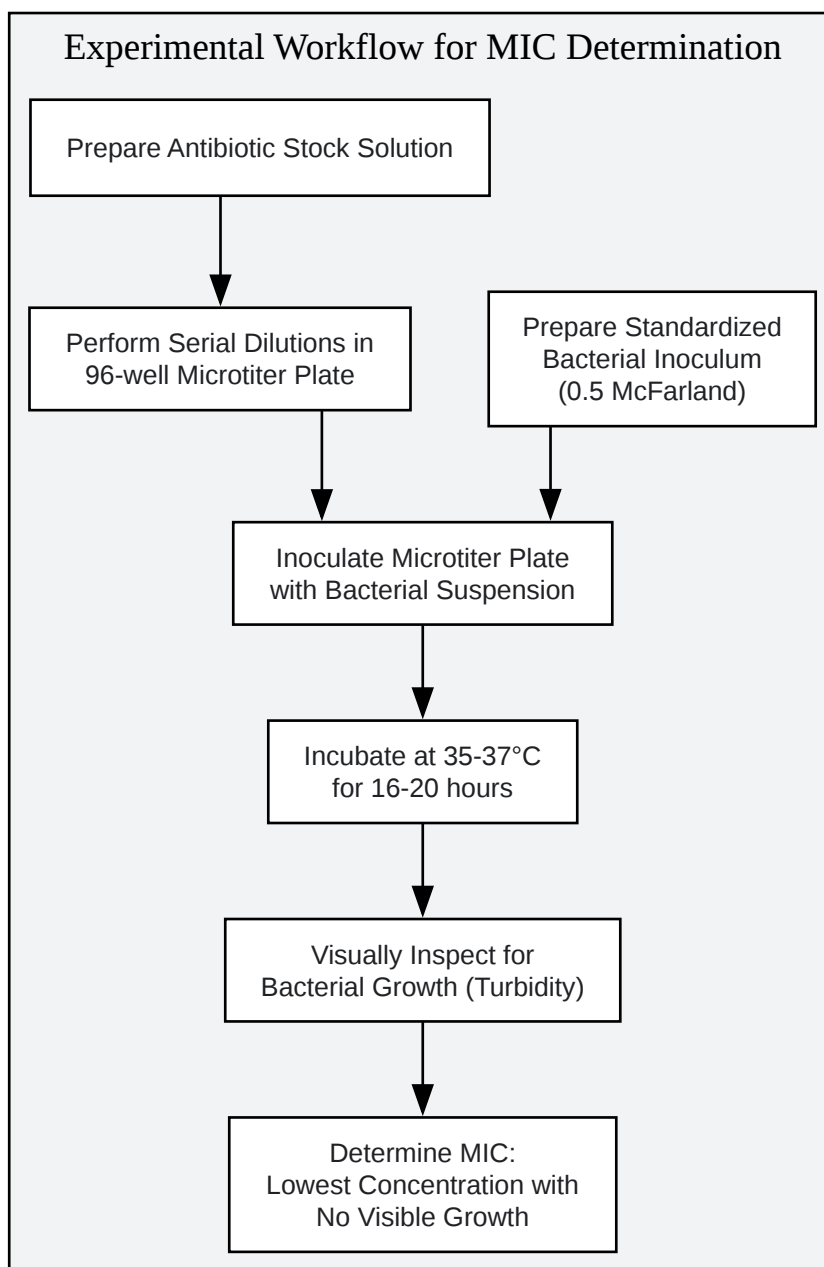 Experimental Workflow for MIC Determination
Prepare Antibiotic Stock Solution
Perform Serial Dilutions in
96-well Microtiter Plate
Prepare Standardized
Bacterial Inoculum
(0.5 McFarland)
Inoculate Microtiter Plate
with Bacterial Suspension
Incubate at 35-37°C
for 16-20 hours
Visually Inspect for
Bacterial Growth (Turbidity)
Determine MIC:
Lowest Concentration with
No Visible Growth